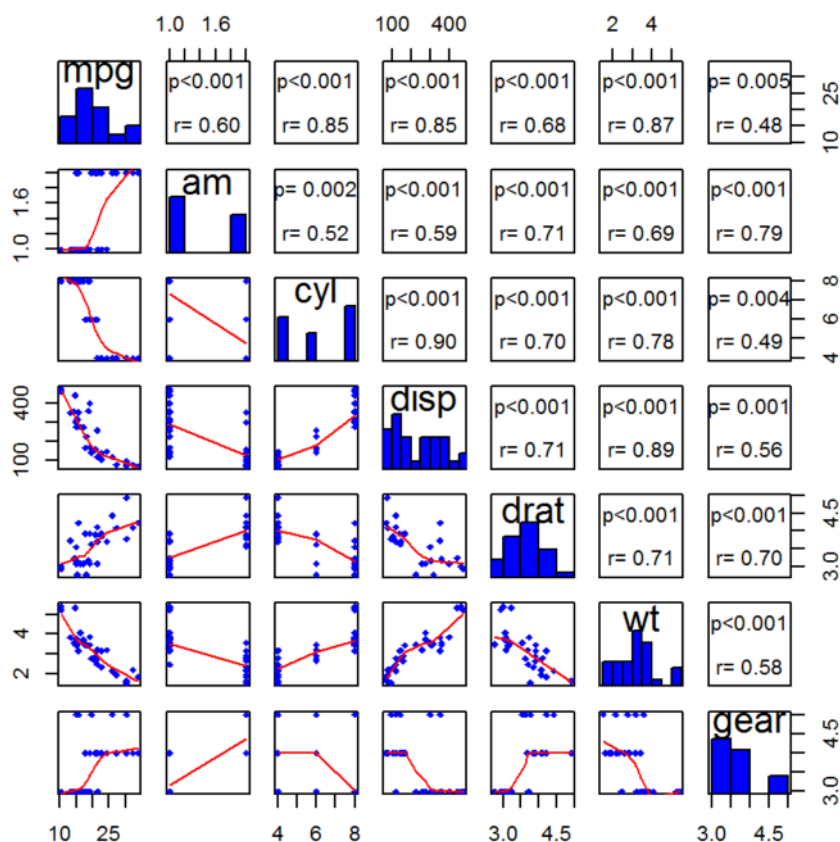 1.0 1.6 100 400 2 4
mpg p<0.001 p<0.001 p<0.001 p<0.001 p<0.001 p= 0.005
r= 0.60 r= 0.85 r= 0.85 r= 0.68 r= 0.87 r= 0.48
10 25
1.0 1.6
am p= 0.002 p<0.001 p<0.001 p<0.001 p<0.001
r= 0.52 r= 0.59 r= 0.71 r= 0.69 r= 0.79
cyl p<0.001 p<0.001 p<0.001 p= 0.004
r= 0.90 r= 0.70 r= 0.78 r= 0.49
4 6 8
100 400
disp p<0.001 p<0.001 p= 0.001
r= 0.71 r= 0.89 r= 0.56
drat p<0.001 p<0.001
r= 0.71 r= 0.70
3.0 4.5
2 4
wt p<0.001
r= 0.58
gear
3.0 4.5
10 25 4 6 8 3.0 4.5 3.0 4.5